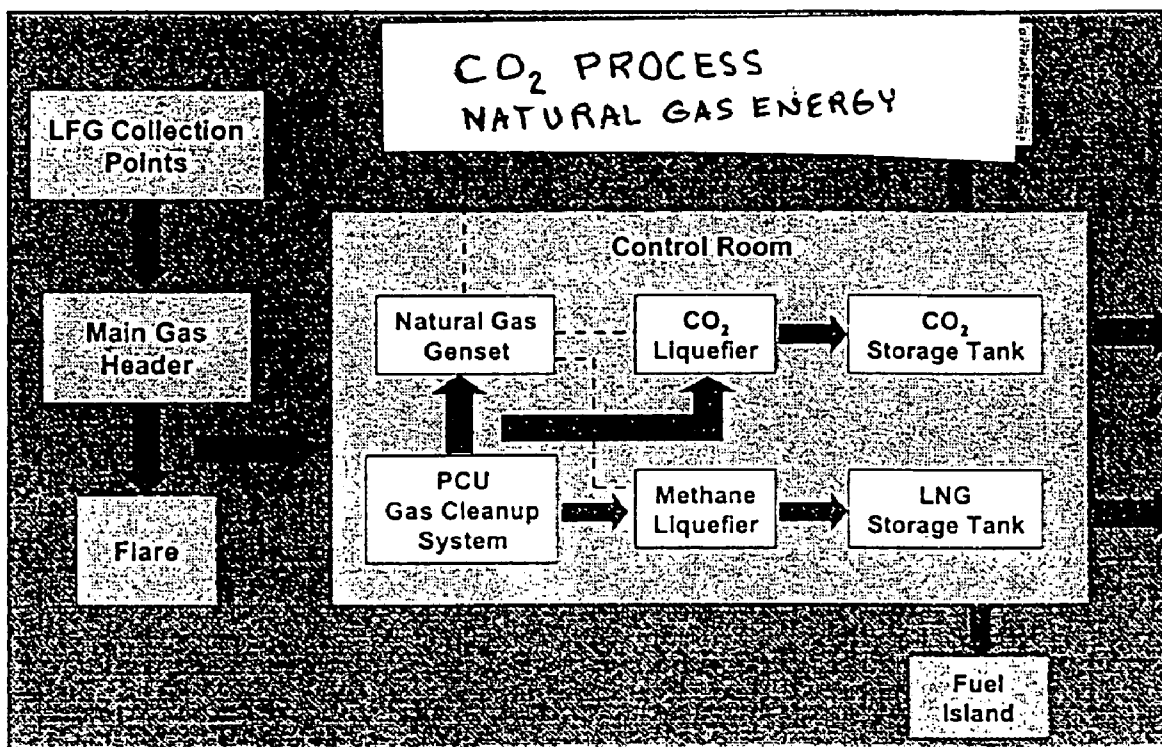 CO₂ PROCESS
NATURAL GAS ENERGY
LFG Collection
Points
Main Gas
Header
Flare
Control Room
Natural Gas
Genset
CO₂
Liquefier
CO₂
Storage Tank
PCU
Gas Cleanup
System
Methane
Liquefier
LNG
Storage Tank
Fuel
Island